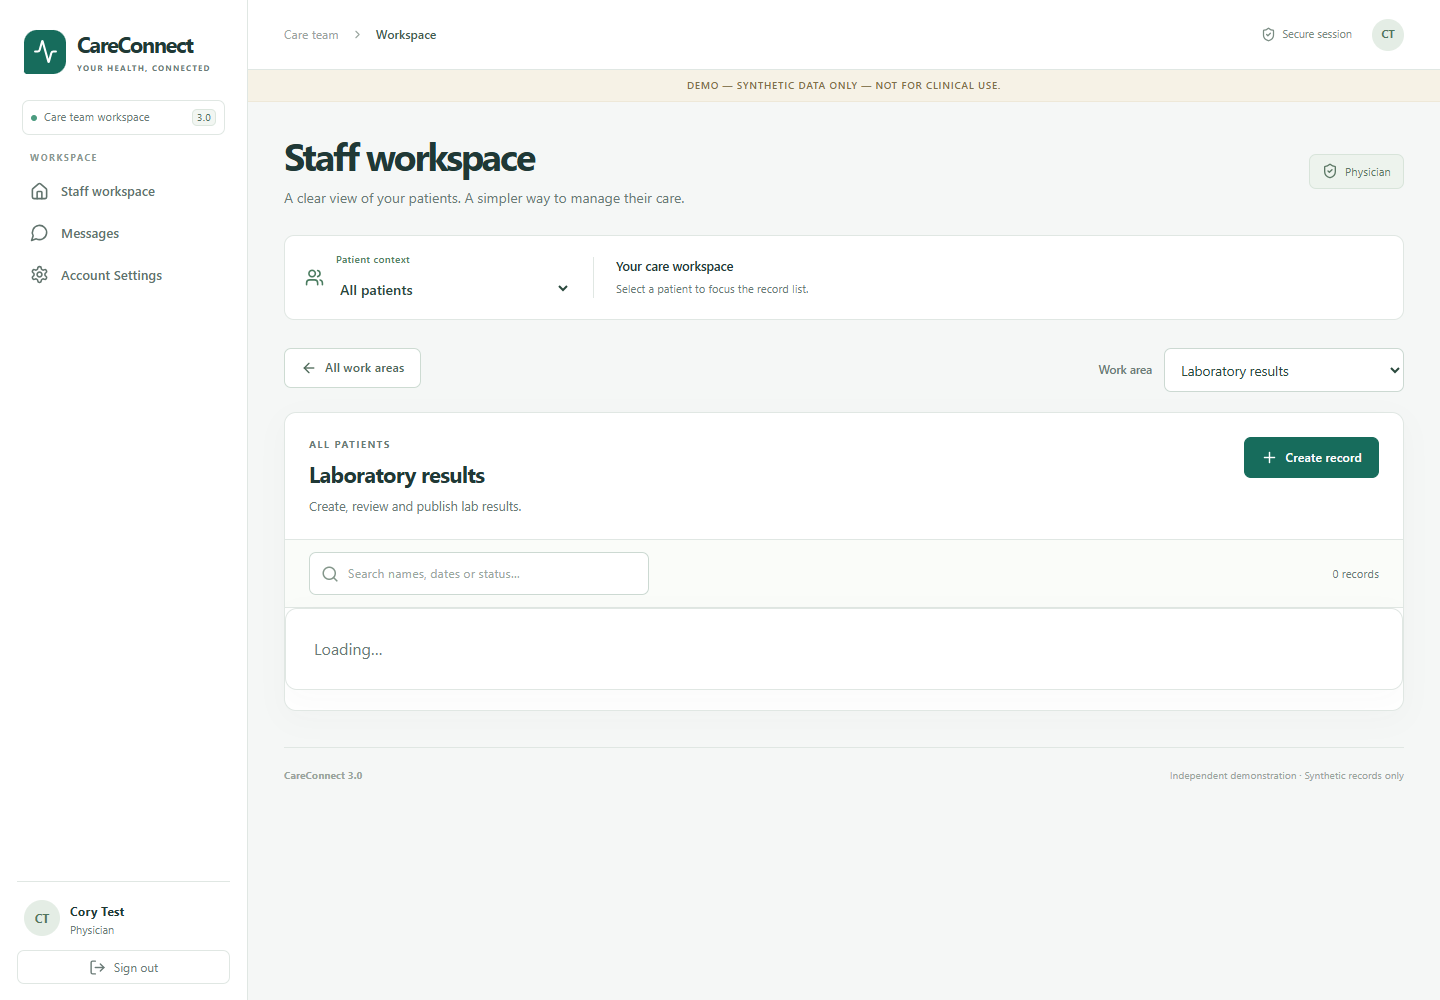 CareConnect
YOUR HEALTH, CONNECTED
Care team workspace 3.0
WORKSPACE
Staff workspace
Messages
Account Settings
Cory Test
CT
Physician
Sign out
Care team > Workspace
Secure session CT
DEMO — SYNTHETIC DATA ONLY — NOT FOR CLINICAL USE.
Staff workspace
A clear view of your patients. A simpler way to manage their care.
Physician
Patient context
All patients
Your care workspace
Select a patient to focus the record list.
All work areas
Work area Laboratory results
ALL PATIENTS
Laboratory results
Create, review and publish lab results.
Create record
Search names, dates or status...
0 records
Loading...
CareConnect 3.0
Independent demonstration · Synthetic records only